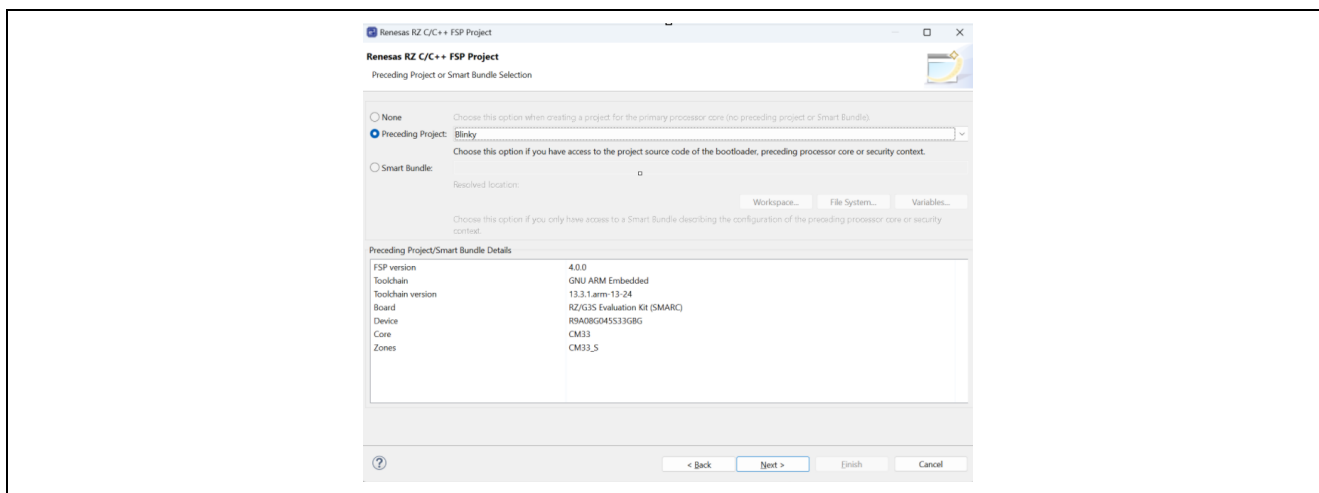 Renesas RZ C/C++ FSP Project
Renesas RZ C/C++ FSP Project
Preceding Project or Smart Bundle Selection
None
Choose this option when creating a project for the primary processor core (no preceding project or Smart Bundle).
Preceding Project:
Blinky
Choose this option if you have access to the project source code of the bootloader, preceding processor core or security context.
Smart Bundle:
Resolved location:
Workspace...
File System...
Variables...
Choose this option if you only have access to a Smart Bundle describing the configuration of the preceding processor core or security
context.
Preceding Project/Smart Bundle Details
FSP version 4.0.0
Toolchain GNU ARM Embedded
Toolchain version 13.3.1.arm-13-24
Board RZ/G3S Evaluation Kit (SMARC)
Device R9A08G045S33GBG
Core CM33
Zones CM33_S
?
< Back
Next >
Finish
Cancel